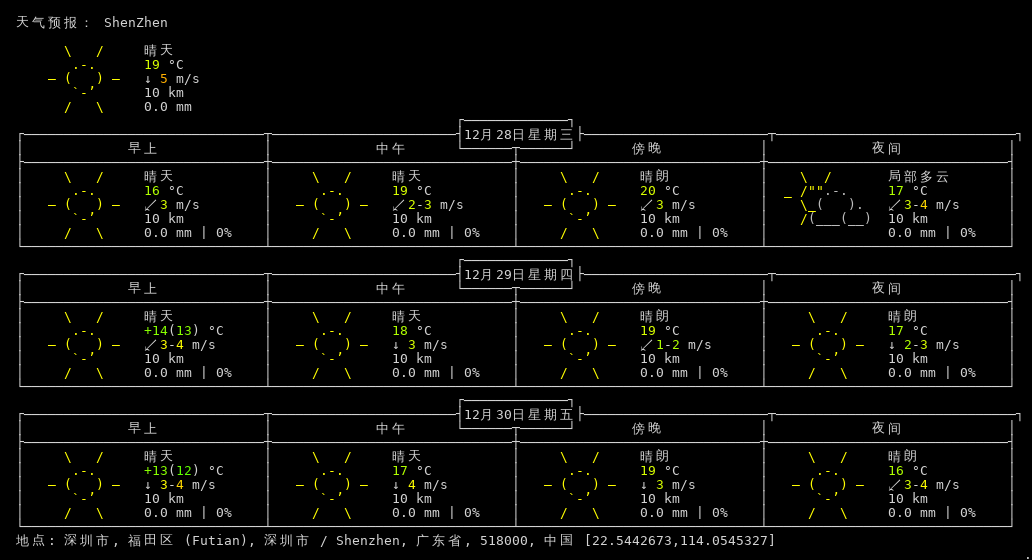 天气预报： ShenZhen
晴天
19 °C
↓ 5 m/s
10 km
0.0 mm
12月28日星期三
早上 中午 傍晚 夜间
晴天 晴天 晴朗 局部多云
16 °C 19 °C 20 °C 17 °C
↙3 m/s ↙2-3 m/s ↙3 m/s ↙3-4 m/s
10 km 10 km 10 km 10 km
0.0 mm | 0% 0.0 mm | 0% 0.0 mm | 0% 0.0 mm | 0%
12月29日星期四
早上 中午 傍晚 夜间
晴天 晴天 晴朗 晴朗
+14(13) °C 18 °C 19 °C 17 °C
↙3-4 m/s ↓ 3 m/s ↙1-2 m/s ↓ 2-3 m/s
10 km 10 km 10 km 10 km
0.0 mm | 0% 0.0 mm | 0% 0.0 mm | 0% 0.0 mm | 0%
12月30日星期五
早上 中午 傍晚 夜间
晴天 晴天 晴朗 晴朗
+13(12) °C 17 °C 19 °C 16 °C
↓ 3-4 m/s ↓ 4 m/s ↓ 3 m/s ↙3-4 m/s
10 km 10 km 10 km 10 km
0.0 mm | 0% 0.0 mm | 0% 0.0 mm | 0% 0.0 mm | 0%
地点: 深圳市, 福田区 (Futian), 深圳市 / Shenzhen, 广东省, 518000, 中国 [22.5442673,114.0545327]